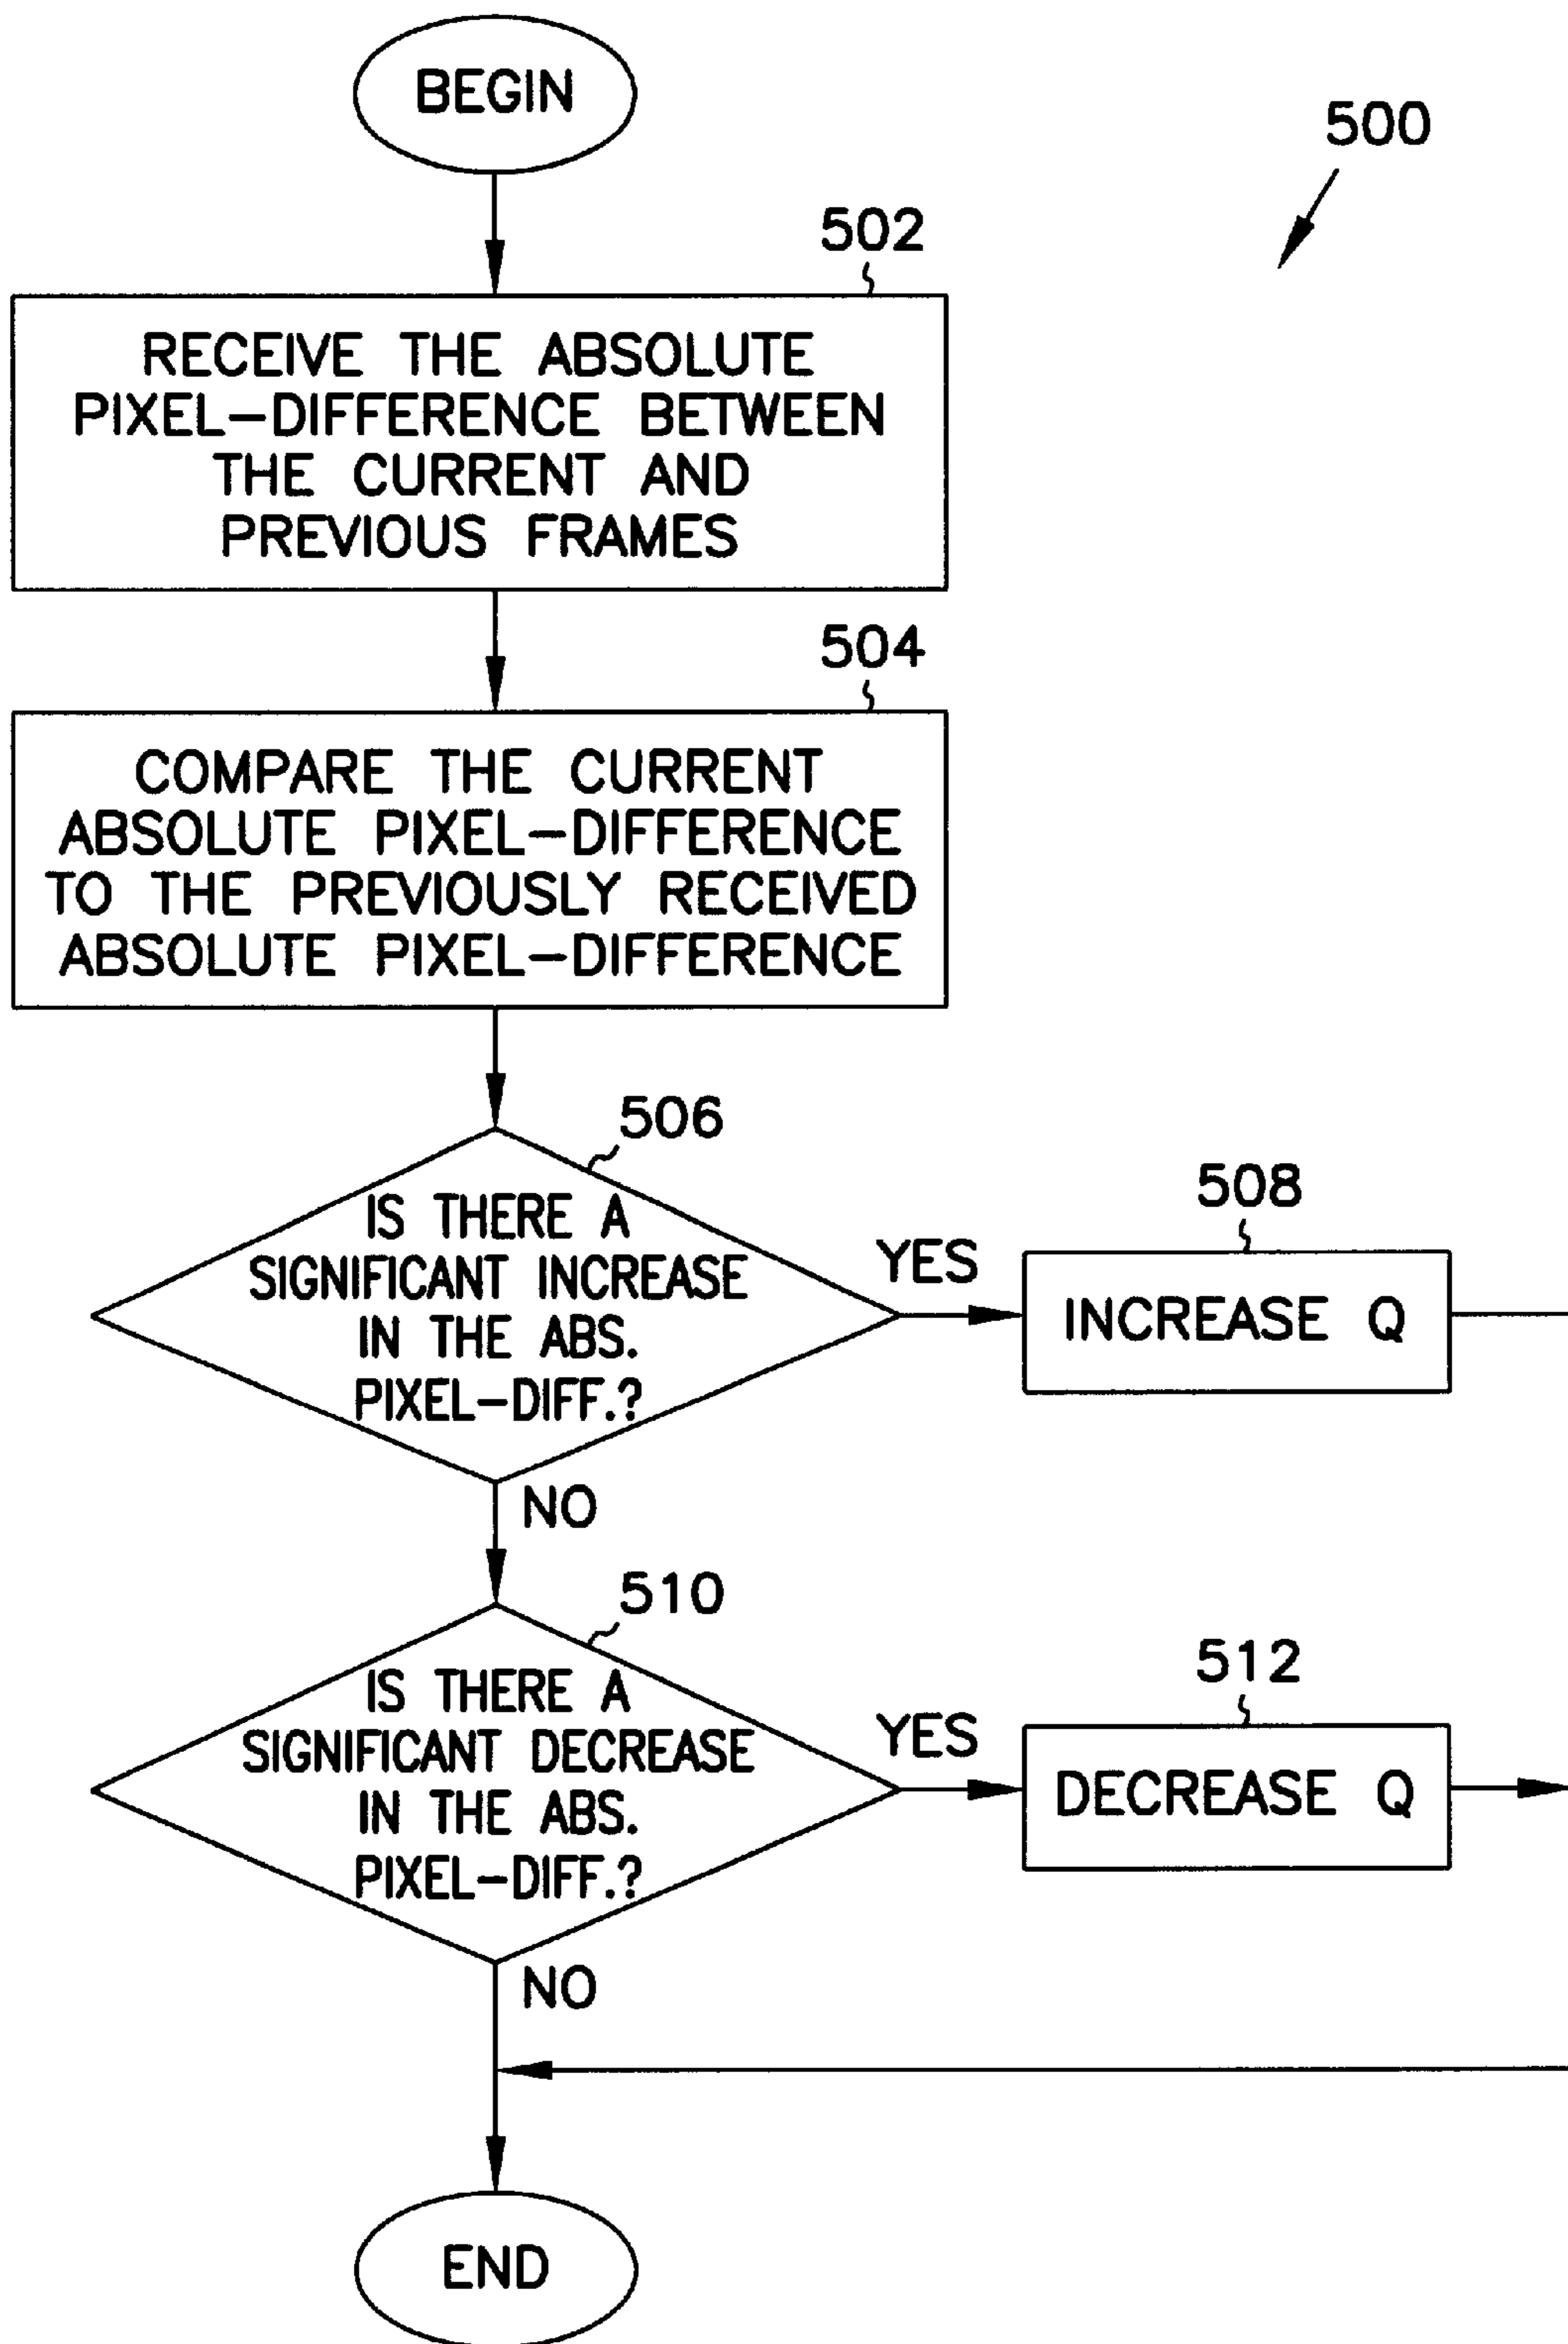 BEGIN
500
502
RECEIVE THE ABSOLUTE
PIXEL-DIFFERENCE BETWEEN
THE CURRENT AND
PREVIOUS FRAMES
504
COMPARE THE CURRENT
ABSOLUTE PIXEL-DIFFERENCE
TO THE PREVIOUSLY RECEIVED
ABSOLUTE PIXEL-DIFFERENCE
506
IS THERE A
SIGNIFICANT INCREASE
IN THE ABS.
PIXEL-DIFF.?
YES
508
INCREASE Q
NO
510
IS THERE A
SIGNIFICANT DECREASE
IN THE ABS.
PIXEL-DIFF.?
YES
512
DECREASE Q
NO
END